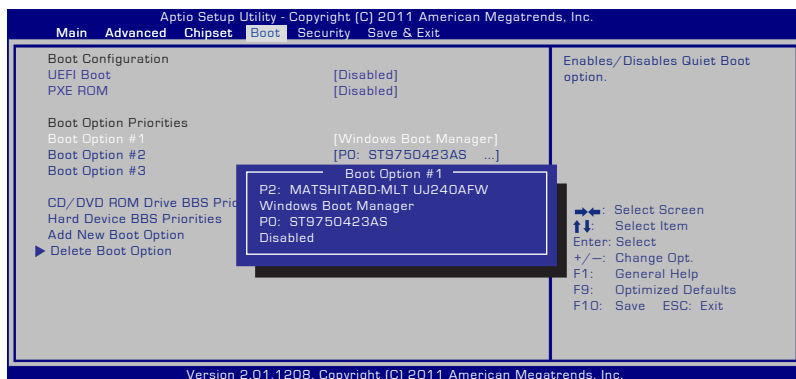 Aptio Setup Utility - Copyright (C) 2011 American Megatrends, Inc.
Main Advanced Chipset Boot Security Save & Exit
Boot Configuration
UEFI Boot [Disabled]
PXE ROM [Disabled]
Boot Option Priorities
Boot Option #1 [Windows Boot Manager]
Boot Option #2 [P0: ST9750423AS ...]
Boot Option #3
CD/DVD ROM Drive BBS Prio
Hard Device BBS Priorities
Add New Boot Option
Delete Boot Option
Boot Option #1
P2: MATSHITABD-MLT UJ240AFW
Windows Boot Manager
P0: ST9750423AS
Disabled
Enables/Disables Quiet Boot
option.
→←: Select Screen
↑↓: Select Item
Enter: Select
+/—: Change Opt.
F1: General Help
F9: Optimized Defaults
F10: Save ESC: Exit
Version 2.01.1208. Copyright (C) 2011 American Megatrends, Inc.